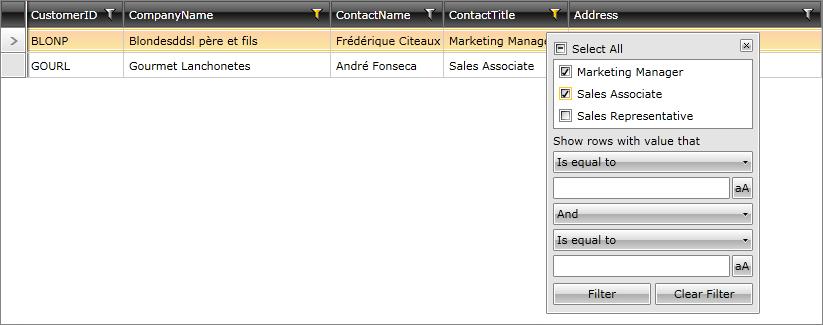 CustomerID CompanyName ContactName ContactTitle Address
BLONP Blondesddsl père et fils Frédérique Citeaux Marketing Manage
GOURL Gourmet Lanchonetes André Fonseca Sales Associate
Select All
Marketing Manager
Sales Associate
Sales Representative
Show rows with value that
Is equal to
aA
And
Is equal to
aA
Filter Clear Filter